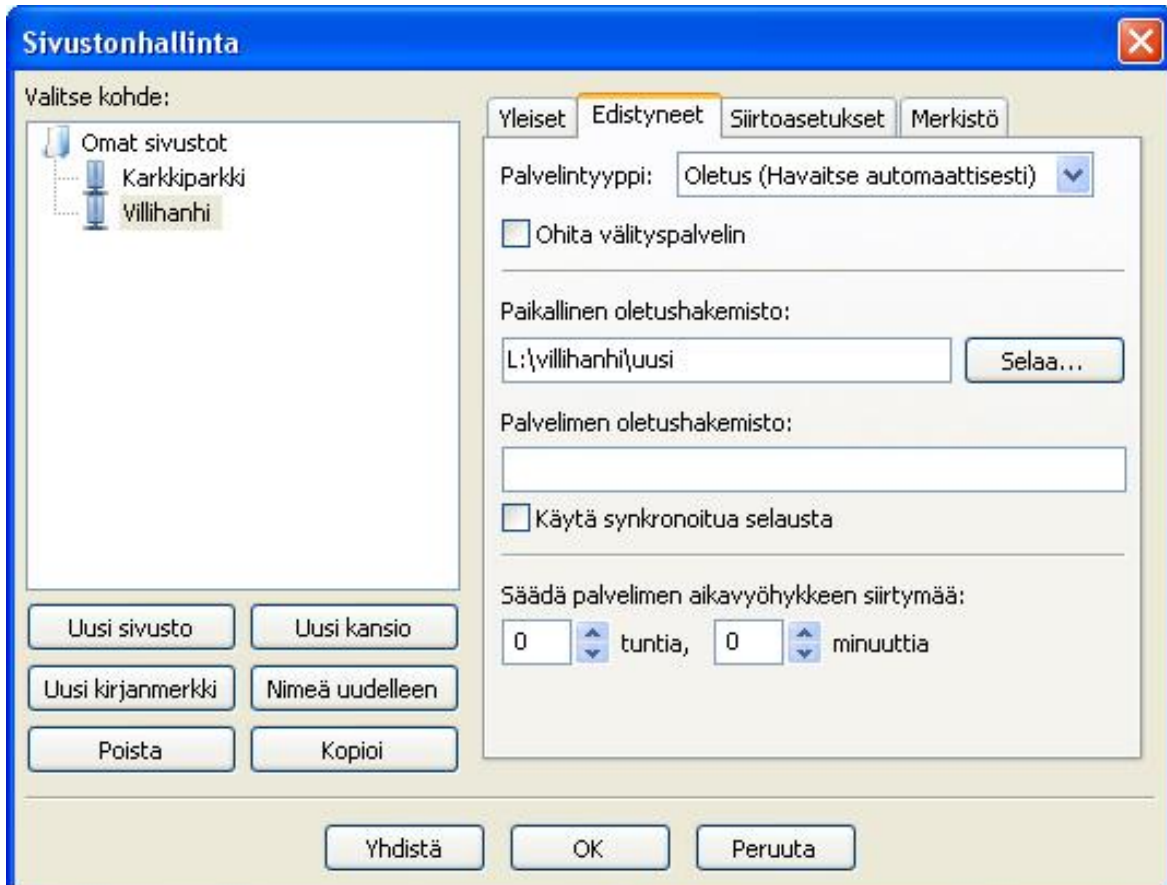 Sivustonhallinta
Valitse kohde:
Omat sivustot
Karkkiparkki
Villihanhi
Uusi sivusto Uusi kansio
Uusi kirjanmerkki Nimeä uudelleen
Poista Kopioi
Yleiset Edistyneet Siirtoasetukset Merkistö
Palvelintyyppi: Oletus (Havaitse automaattisesti)
Ohita välityspalvelin
Paikallinen oletushakemisto:
L:\villihanhi\uusi Selaa...
Palvelimen oletushakemisto:
Käytä synkronoitua selausta
Säädä palvelimen aikavyöhykkeen siirtymää:
0 tuntia, 0 minuuttia
Yhdistä OK Peruuta